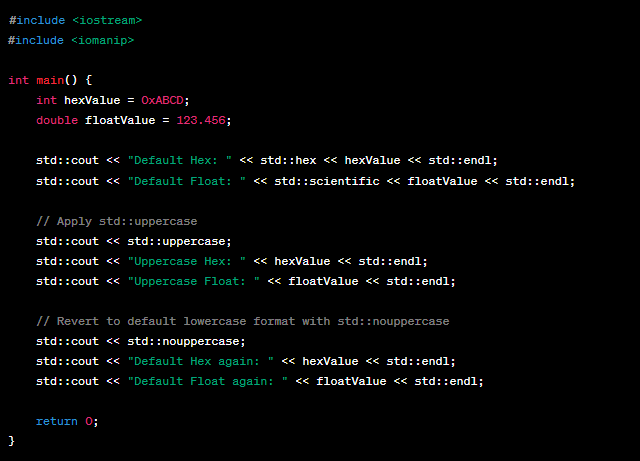 #include <iostream>
#include <iomanip>
int main() {
int hexValue = 0xABCD;
double floatValue = 123.456;
std::cout << "Default Hex: " << std::hex << hexValue << std::endl;
std::cout << "Default Float: " << std::scientific << floatValue << std::endl;
// Apply std::uppercase
std::cout << std::uppercase;
std::cout << "Uppercase Hex: " << hexValue << std::endl;
std::cout << "Uppercase Float: " << floatValue << std::endl;
// Revert to default lowercase format with std::nouppercase
std::cout << std::nouppercase;
std::cout << "Default Hex again: " << hexValue << std::endl;
std::cout << "Default Float again: " << floatValue << std::endl;
return 0;
}